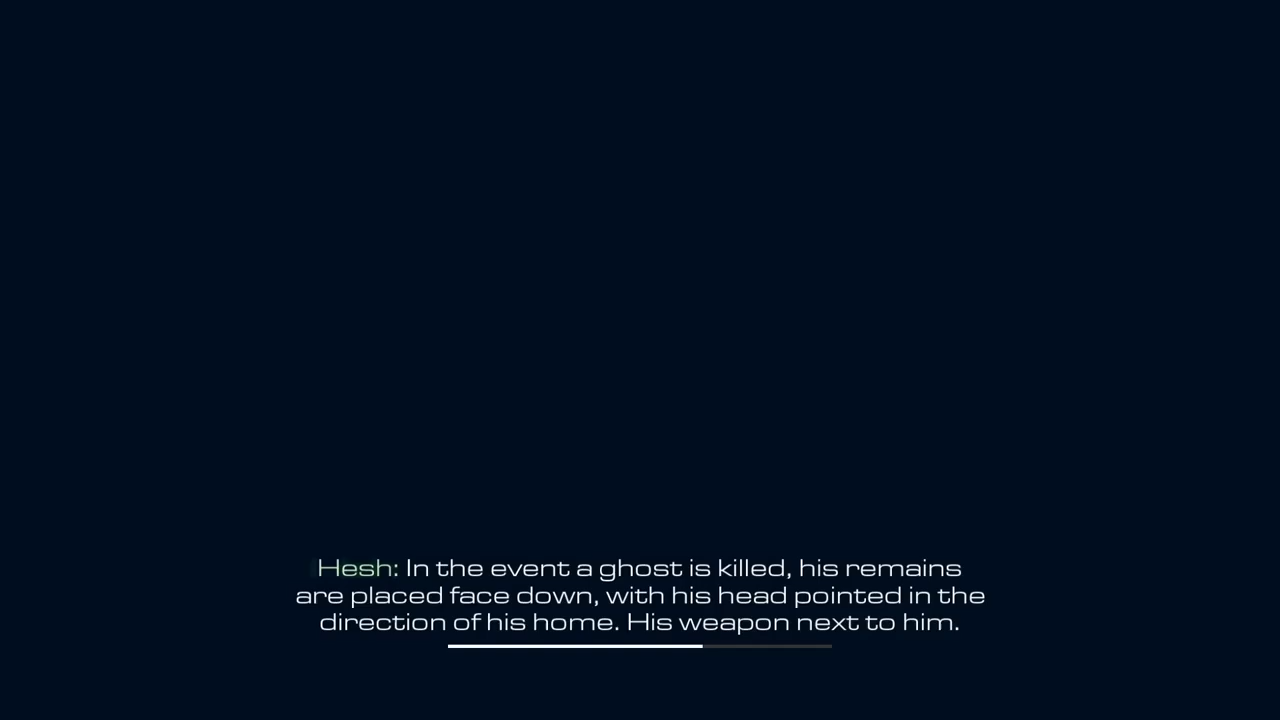 Hesh: In the event a ghost is killed, his remains
are placed face down, with his head pointed in the
direction of his home. His weapon next to him.